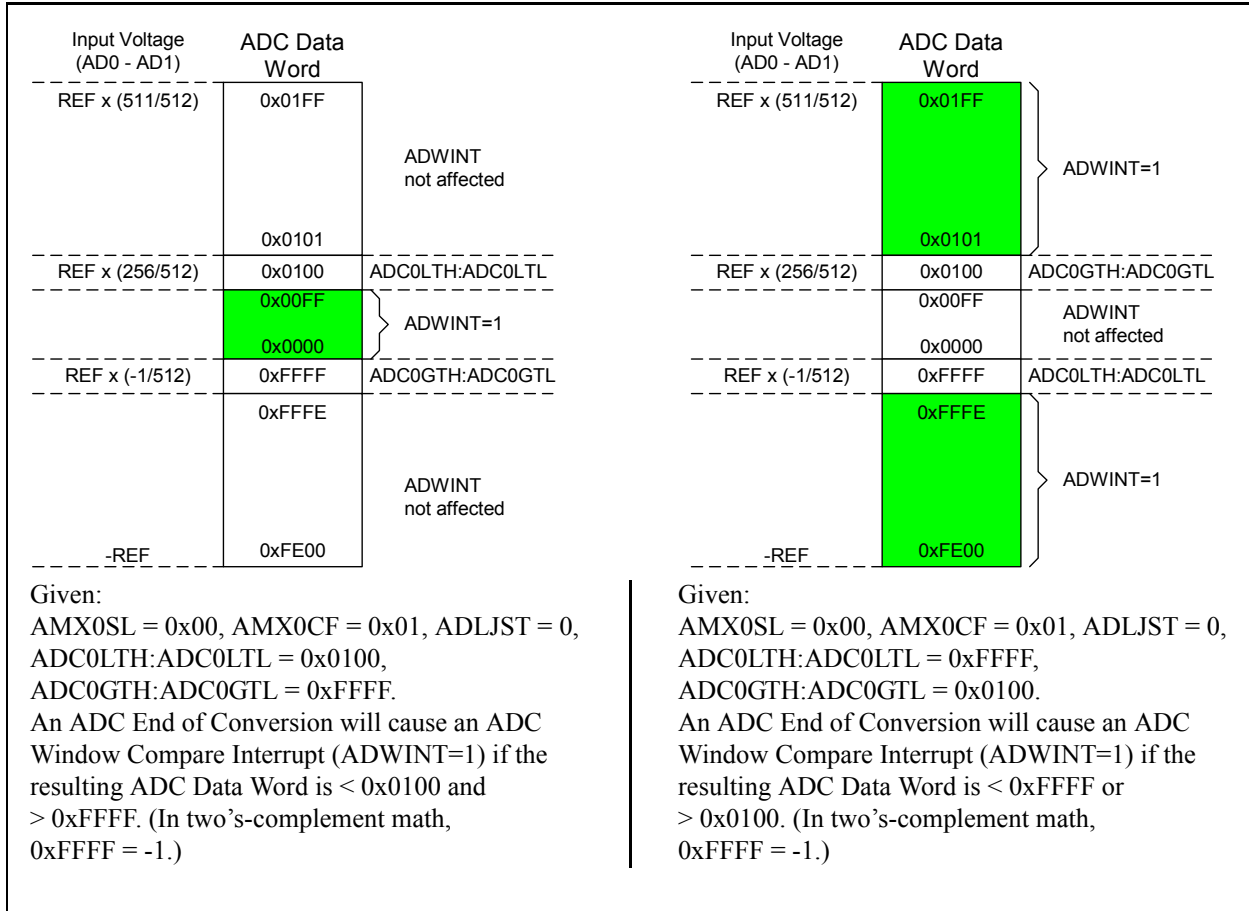 Input Voltage
(AD0 - AD1)
ADC Data
Word
REF x (511/512)
0x01FF
ADWINT
not affected
0x0101
REF x (256/512)
0x0100
ADC0LTH:ADC0LTL
0x00FF
ADWINT=1
0x0000
REF x (-1/512)
0xFFFF
ADC0GTH:ADC0GTL
0xFFFE
ADWINT
not affected
-REF
0xFE00
Given:
AMX0SL = 0x00, AMX0CF = 0x01, ADLJST = 0,
ADC0LTH:ADC0LTL = 0x0100,
ADC0GTH:ADC0GTL = 0xFFFF.
An ADC End of Conversion will cause an ADC
Window Compare Interrupt (ADWINT=1) if the
resulting ADC Data Word is < 0x0100 and
> 0xFFFF. (In two's-complement math,
0xFFFF = -1.)
Input Voltage
(AD0 - AD1)
ADC Data
Word
REF x (511/512)
0x01FF
ADWINT=1
0x0101
REF x (256/512)
0x0100
ADC0GTH:ADC0GTL
0x00FF
ADWINT
not affected
0x0000
REF x (-1/512)
0xFFFF
ADC0LTH:ADC0LTL
0xFFFE
ADWINT=1
-REF
0xFE00
Given:
AMX0SL = 0x00, AMX0CF = 0x01, ADLJST = 0,
ADC0LTH:ADC0LTL = 0xFFFF,
ADC0GTH:ADC0GTL = 0x0100.
An ADC End of Conversion will cause an ADC
Window Compare Interrupt (ADWINT=1) if the
resulting ADC Data Word is < 0xFFFF or
> 0x0100. (In two's-complement math,
0xFFFF = -1.)